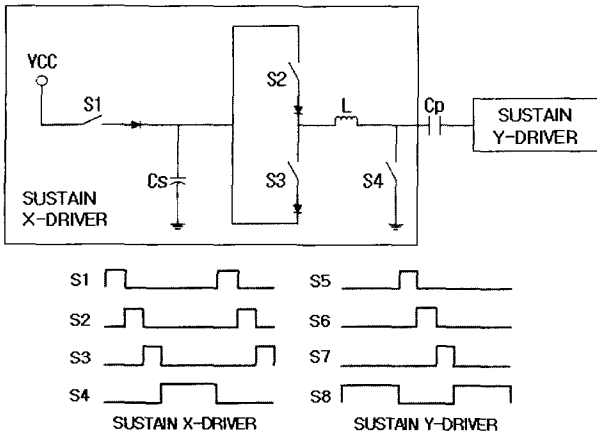 VCC
S1
S2
L
Cp
SUSTAIN
Y-DRIVER
Cs
S3
S4
SUSTAIN
X-DRIVER
S1
S2
S3
S4
SUSTAIN X-DRIVER
S5
S6
S7
S8
SUSTAIN Y-DRIVER